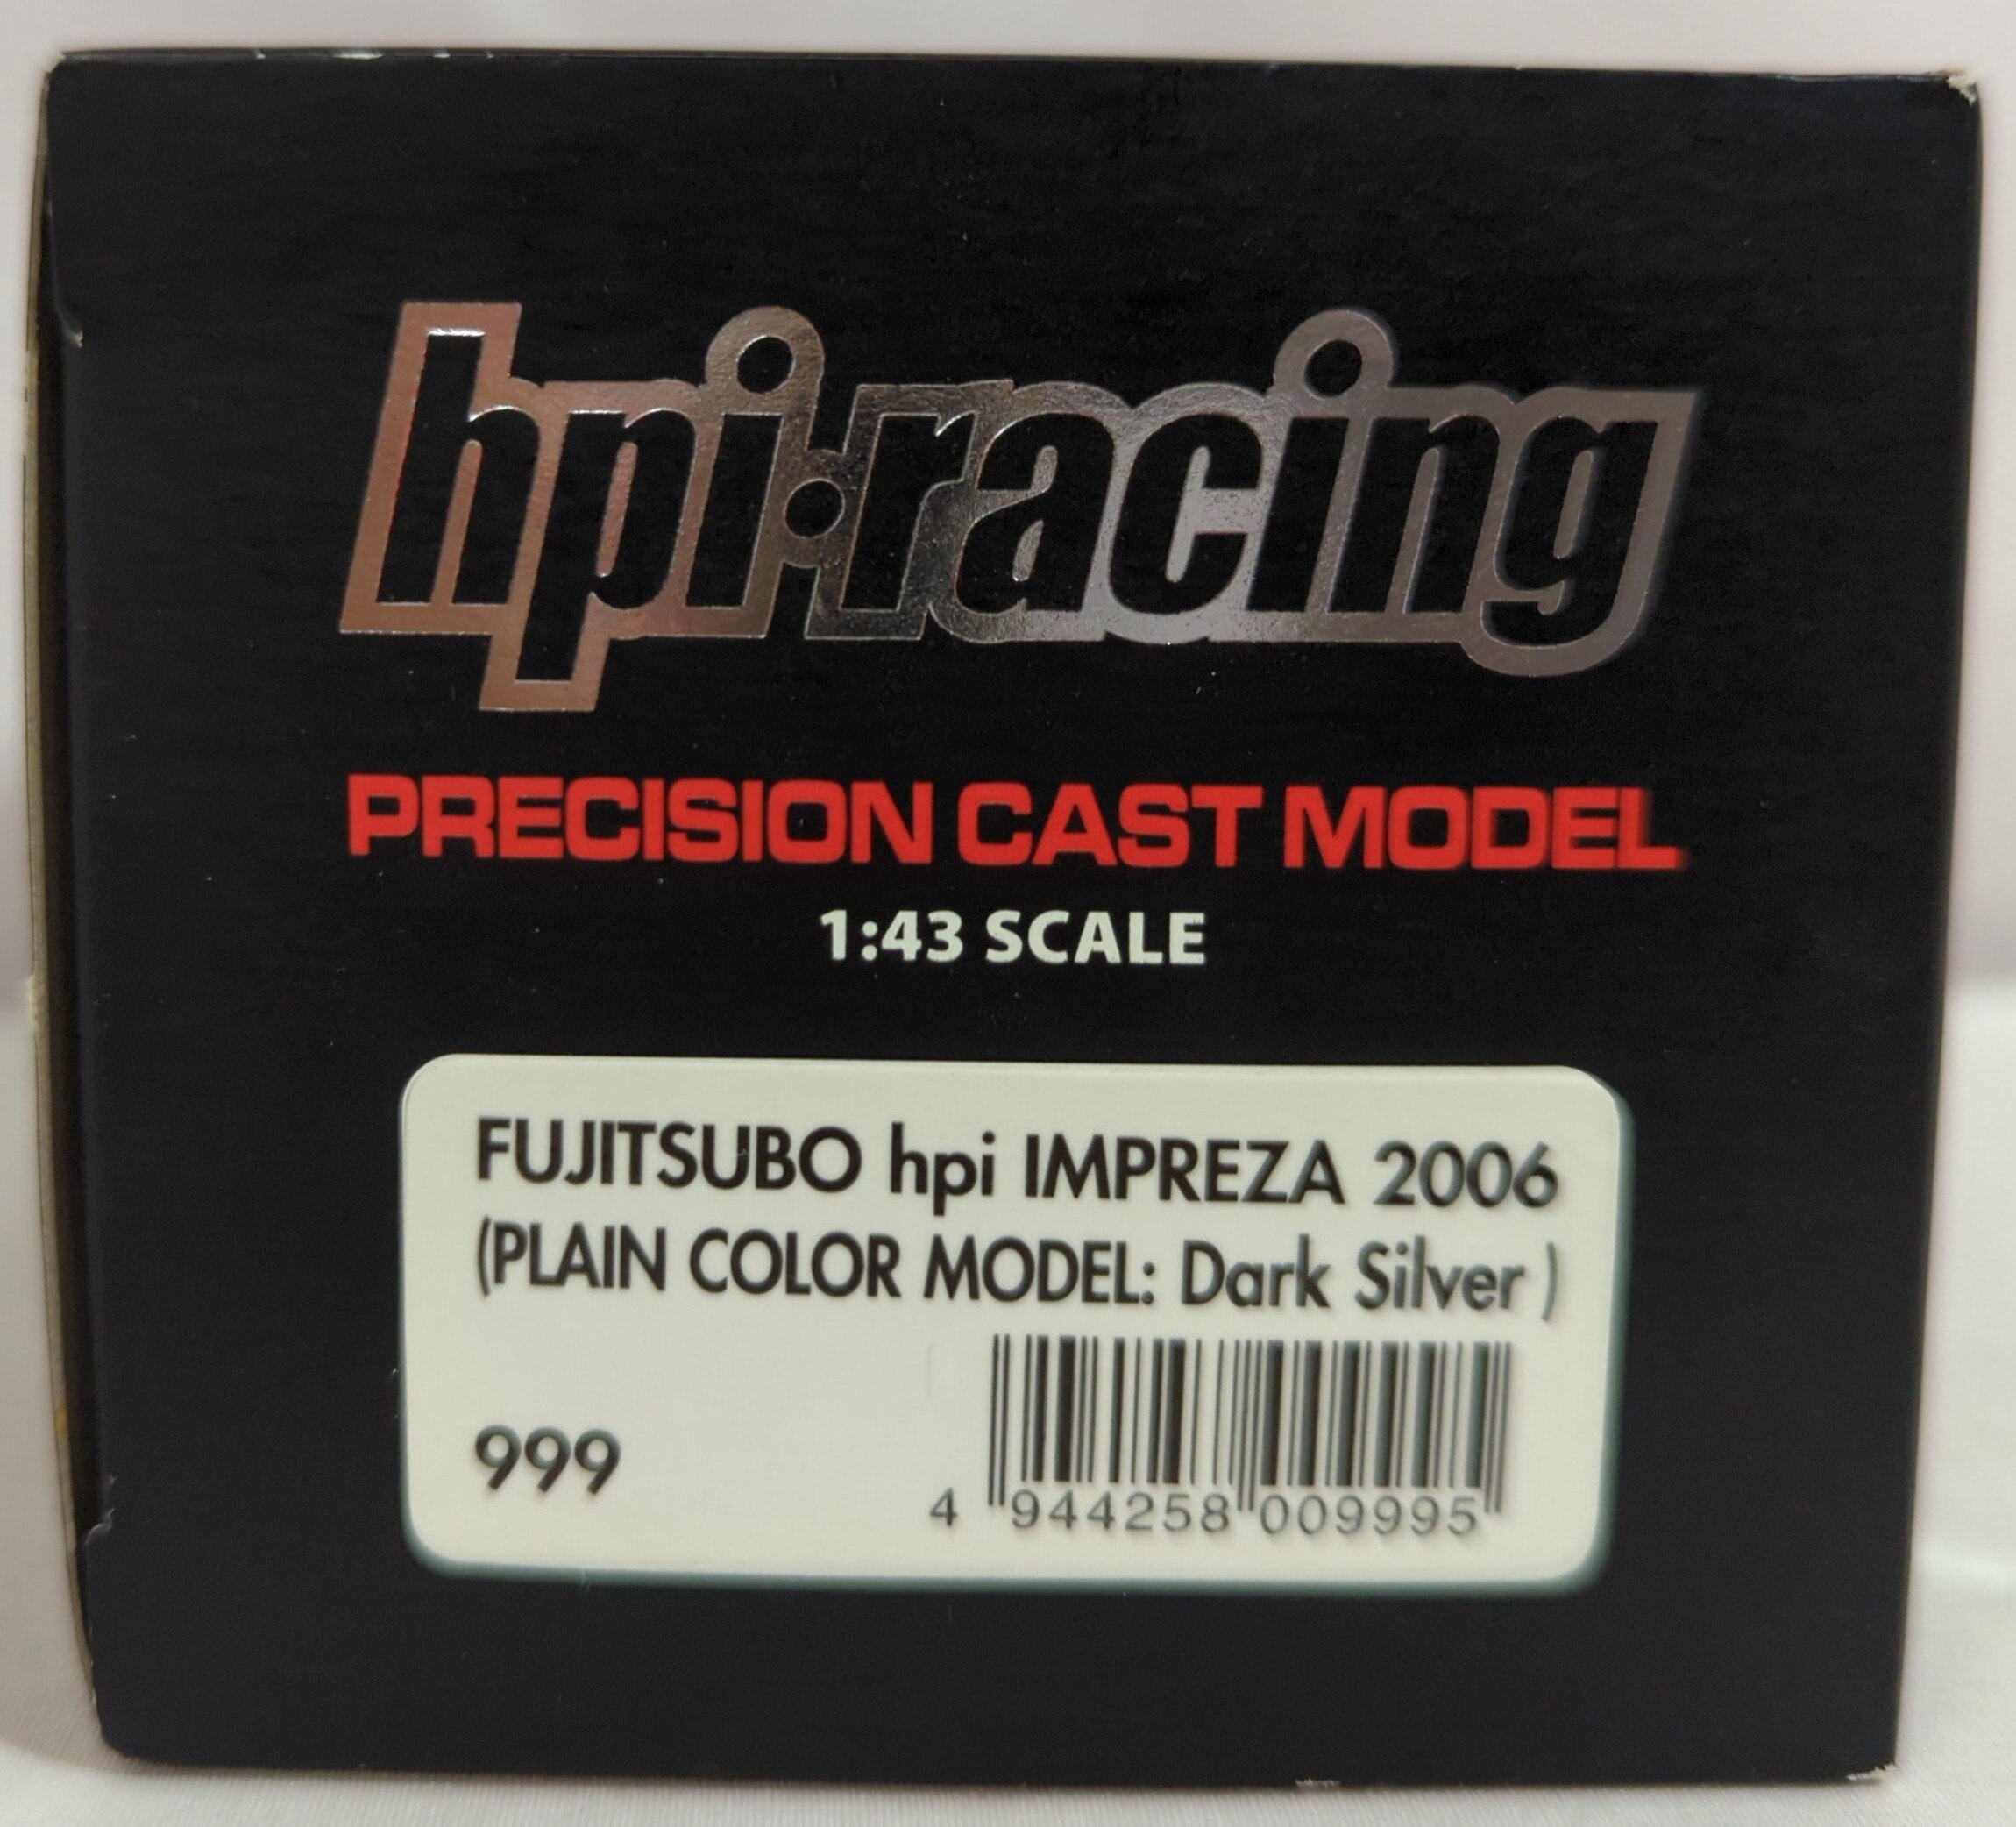 hpi·racing
PRECISION CAST MODEL
1:43 SCALE
FUJITSUBO hpi IMPREZA 2006
(PLAIN COLOR MODEL: Dark Silver )
999
4 944258 009995